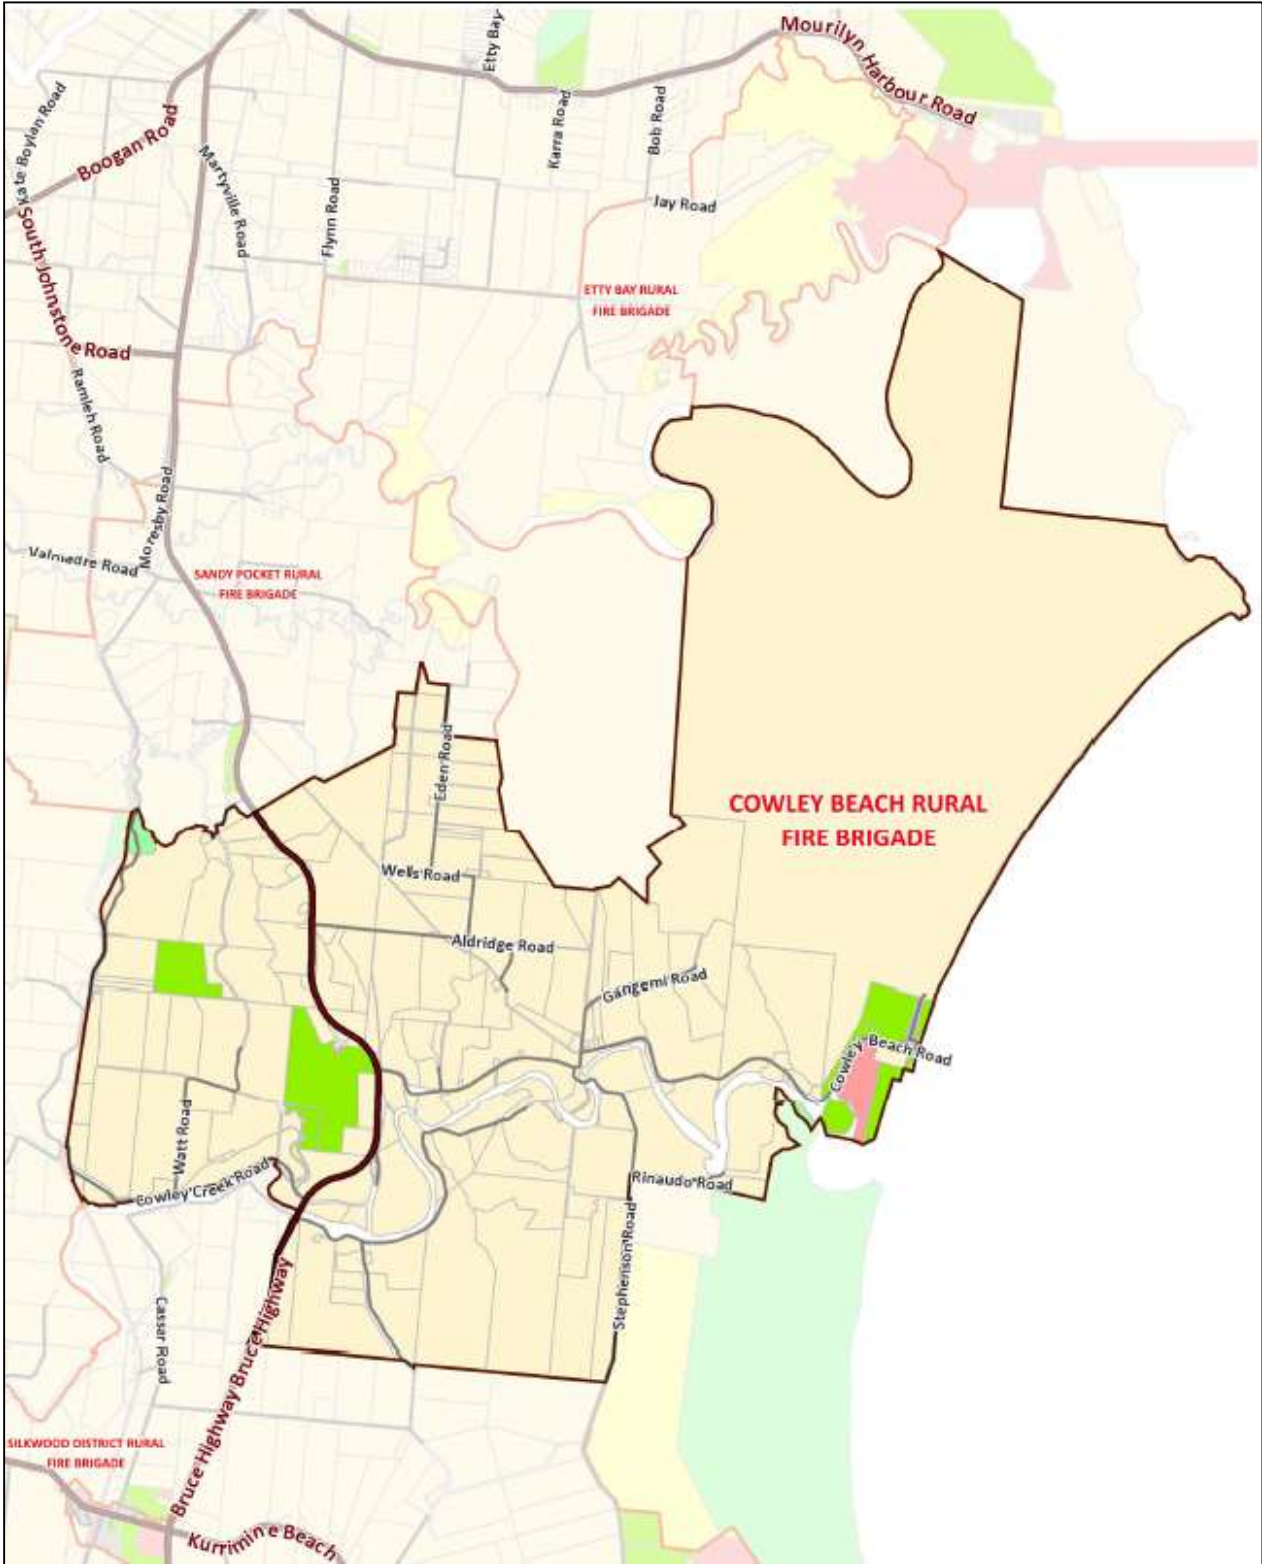 Mourilyn Harbour Road
Etty Bay
Kate Boylan Road
Boogan Road
Karra Road
Bob Road
Martyville Road
Flynn Road
Jay Road
South Johnstone Road
ETTY BAY RURAL
FIRE BRIGADE
Ramleh Road
Moresby Road
Valmadre Road
SANDY POCKET RURAL
FIRE BRIGADE
Eden Road
COWLEY BEACH RURAL
FIRE BRIGADE
Wells Road
Aldridge Road
Gangemi Road
Cowley Beach Road
Watt Road
Cowley Creek Road
Rinaudo Road
Stephenson Road
Bruce Highway
Cassar Road
Bruce Highway
SILKWOOD DISTRICT RURAL
FIRE BRIGADE
Kurrimine Beach